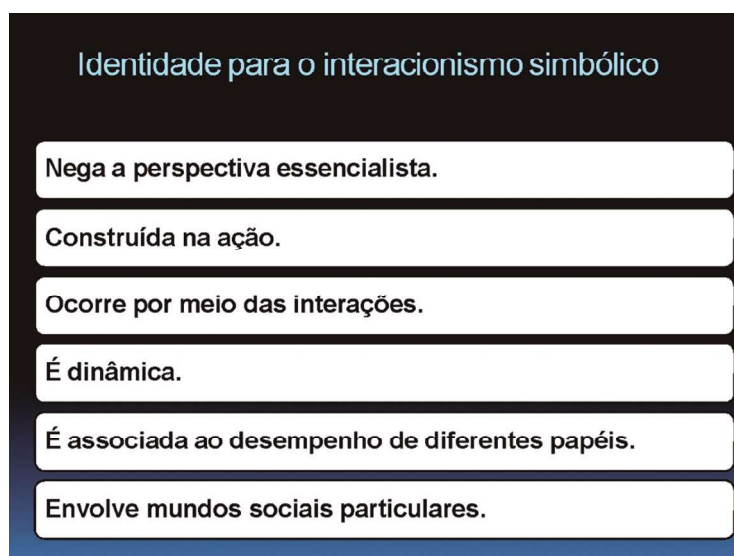 Identidade para o interacionismo simbólico
Nega a perspectiva essencialista.
Construída na ação.
Ocorre por meio das interações.
É dinâmica.
É associada ao desempenho de diferentes papéis.
Envolve mundos sociais particulares.